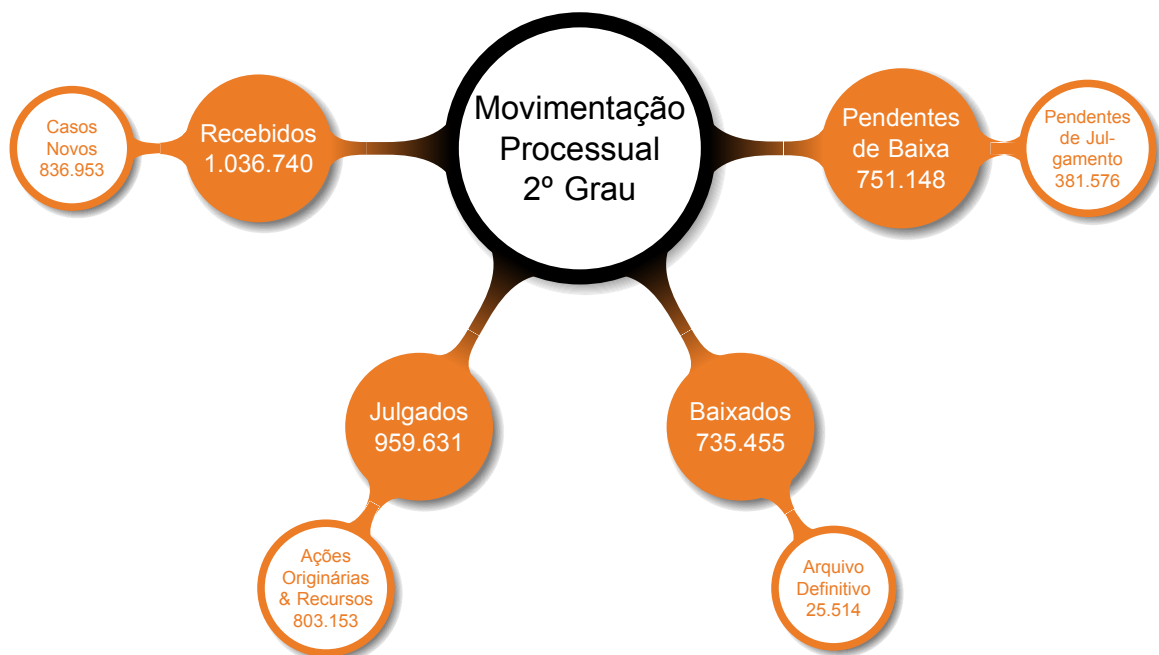 Movimentação
Processual
2º Grau
Casos
Novos
836.953
Recebidos
1.036.740
Pendentes
de Baixa
751.148
Pendentes
de Jul-
gamento
381.576
Julgados
959.631
Baixados
735.455
Ações
Originárias
& Recursos
803.153
Arquivo
Definitivo
25.514